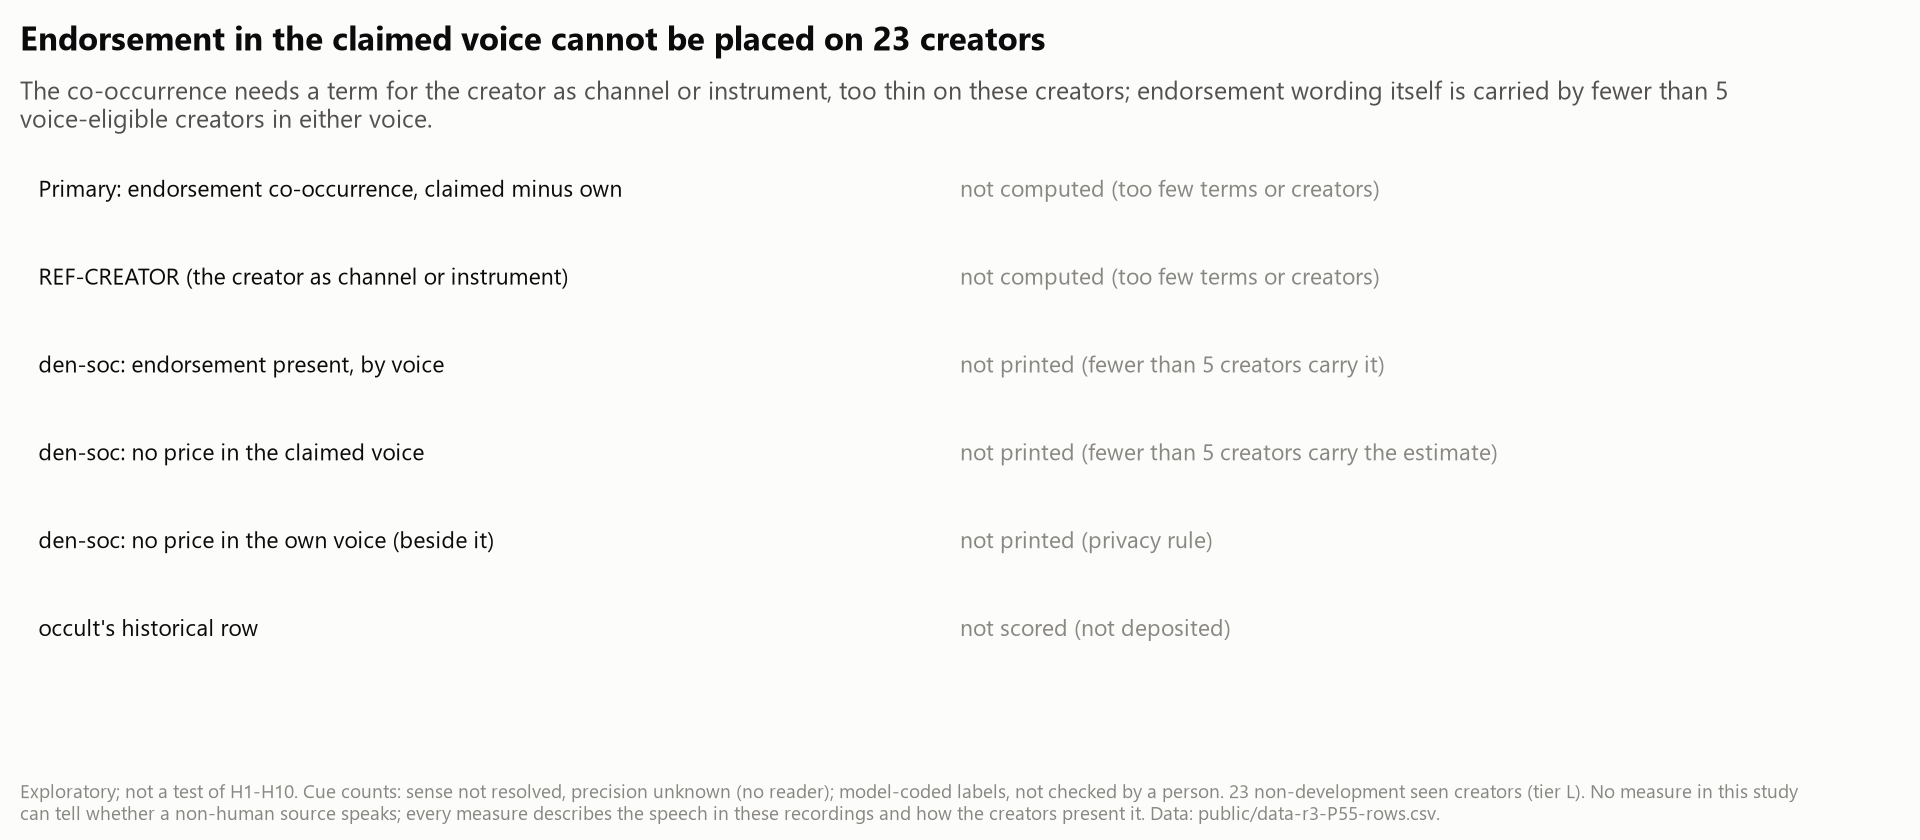 Endorsement in the claimed voice cannot be placed on 23 creators
The co-occurrence needs a term for the creator as channel or instrument, too thin on these creators; endorsement wording itself is carried by fewer than 5
voice-eligible creators in either voice.
Primary: endorsement co-occurrence, claimed minus own
not computed (too few terms or creators)
REF-CREATOR (the creator as channel or instrument)
not computed (too few terms or creators)
den-soc: endorsement present, by voice
not printed (fewer than 5 creators carry it)
den-soc: no price in the claimed voice
not printed (fewer than 5 creators carry the estimate)
den-soc: no price in the own voice (beside it)
not printed (privacy rule)
occult's historical row
not scored (not deposited)
Exploratory; not a test of H1-H10. Cue counts: sense not resolved, precision unknown (no reader); model-coded labels, not checked by a person. 23 non-development seen creators (tier L). No measure in this study
can tell whether a non-human source speaks; every measure describes the speech in these recordings and how the creators present it. Data: public/data-r3-P55-rows.csv.